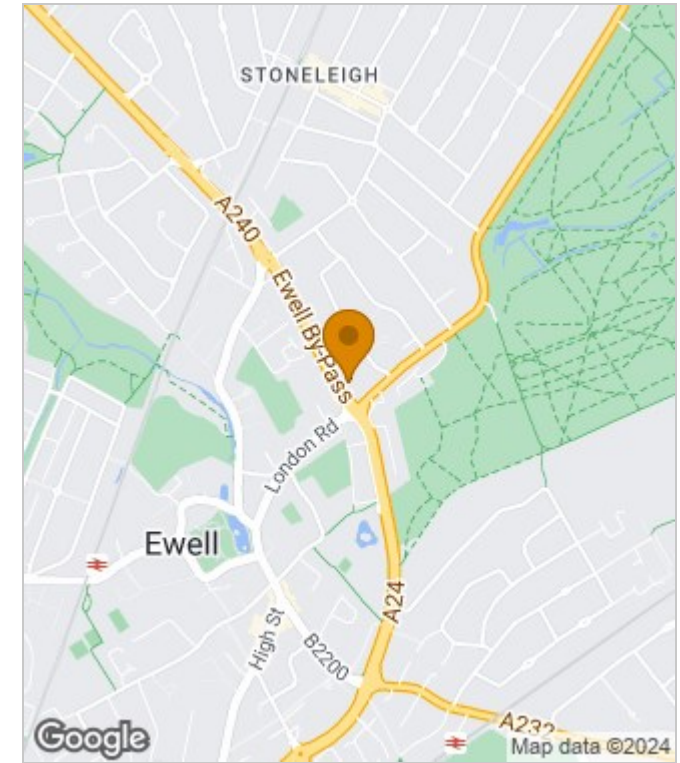 STONELEIGH
A240
Ewell By-Pass
London Rd
Ewell
A24
High St
B2200
A232
Google
Map data ©2024